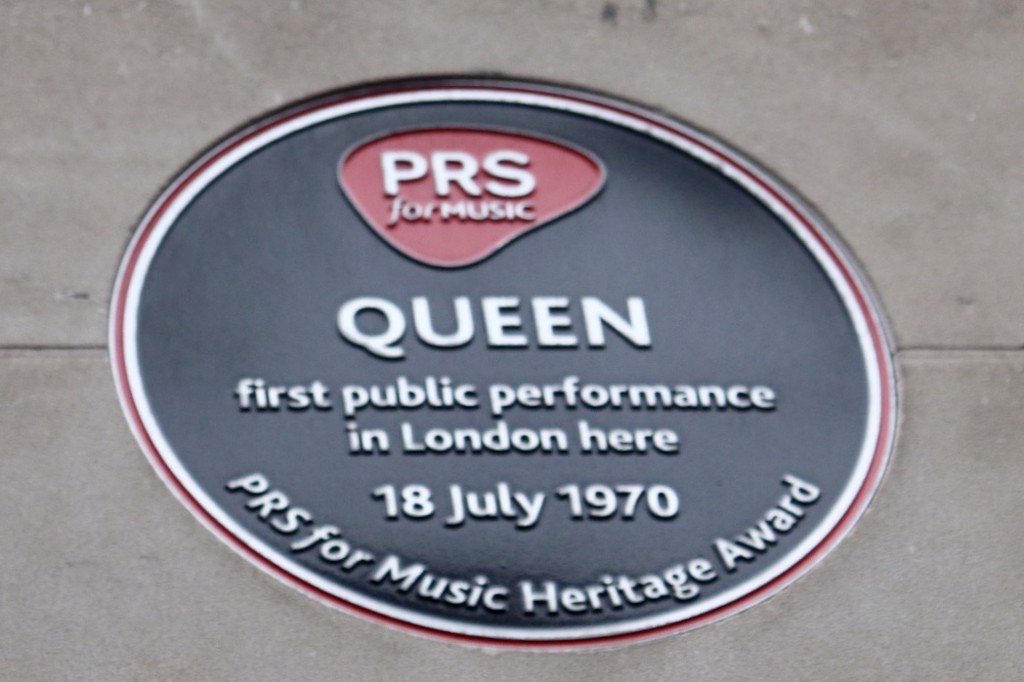 PRS
for MUSIC
QUEEN
first public performance
in London here
18 July 1970
PRS for Music Heritage Award